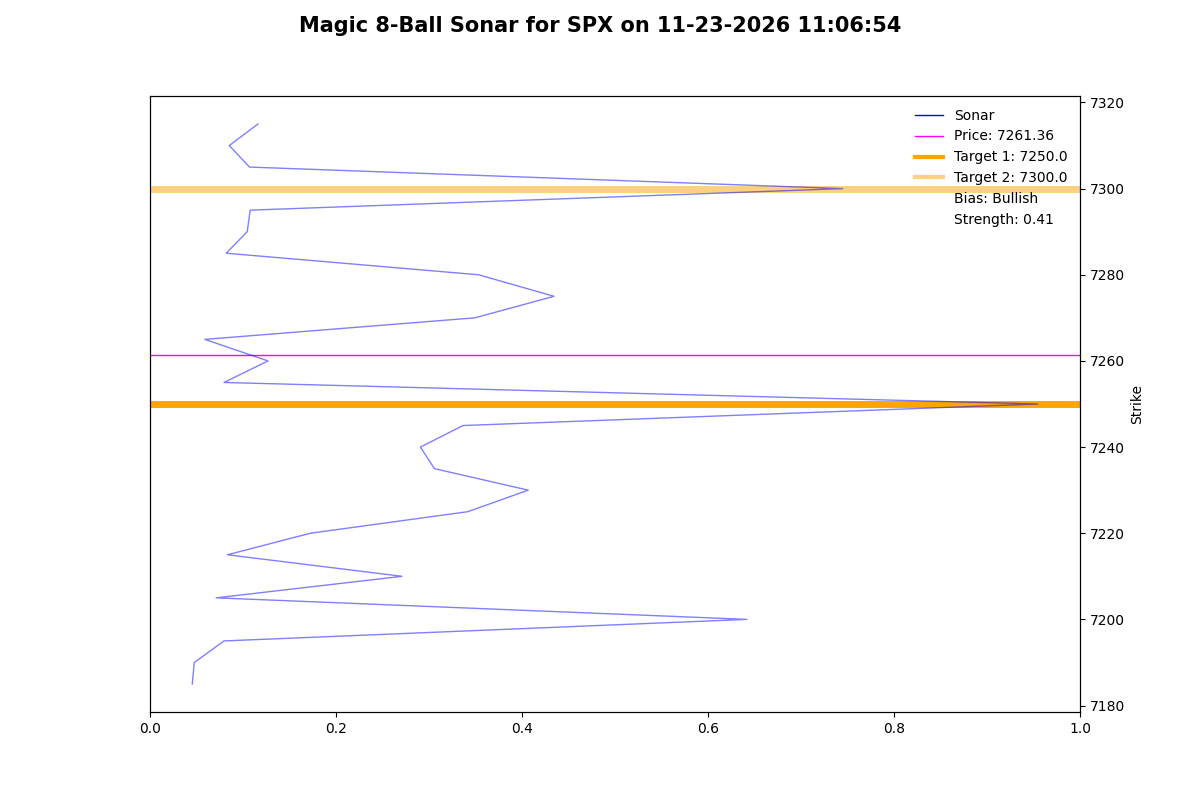 Magic 8-Ball Sonar for SPX on 11-23-2026 11:06:54
Sonar
Price: 7261.36
Target 1: 7250.0
Target 2: 7300.0
Bias: Bullish
Strength: 0.41
7320
7300
7280
7260
7240
7220
7200
7180
Strike
0.0 0.2 0.4 0.6 0.8 1.0